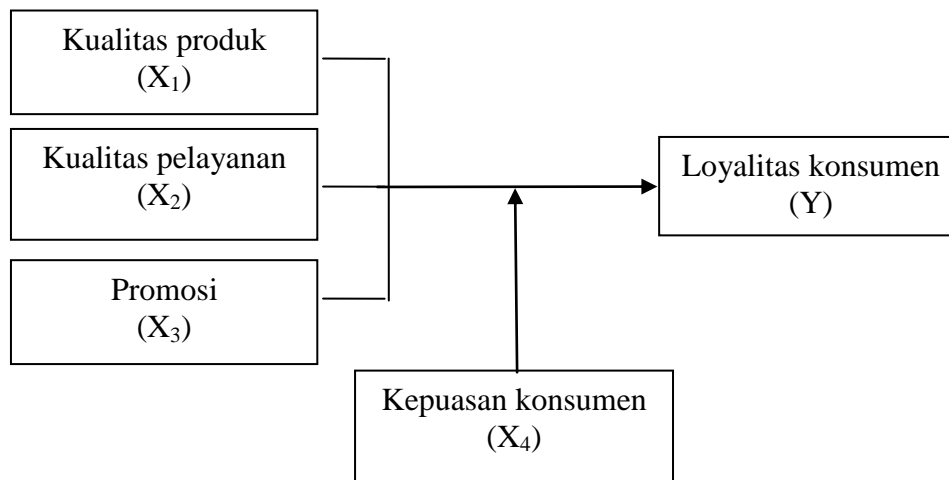 Kualitas produk
(X₁)
Kualitas pelayanan
(X₂)
Promosi
(X₃)
Loyalitas konsumen
(Y)
Kepuasan konsumen
(X₄)